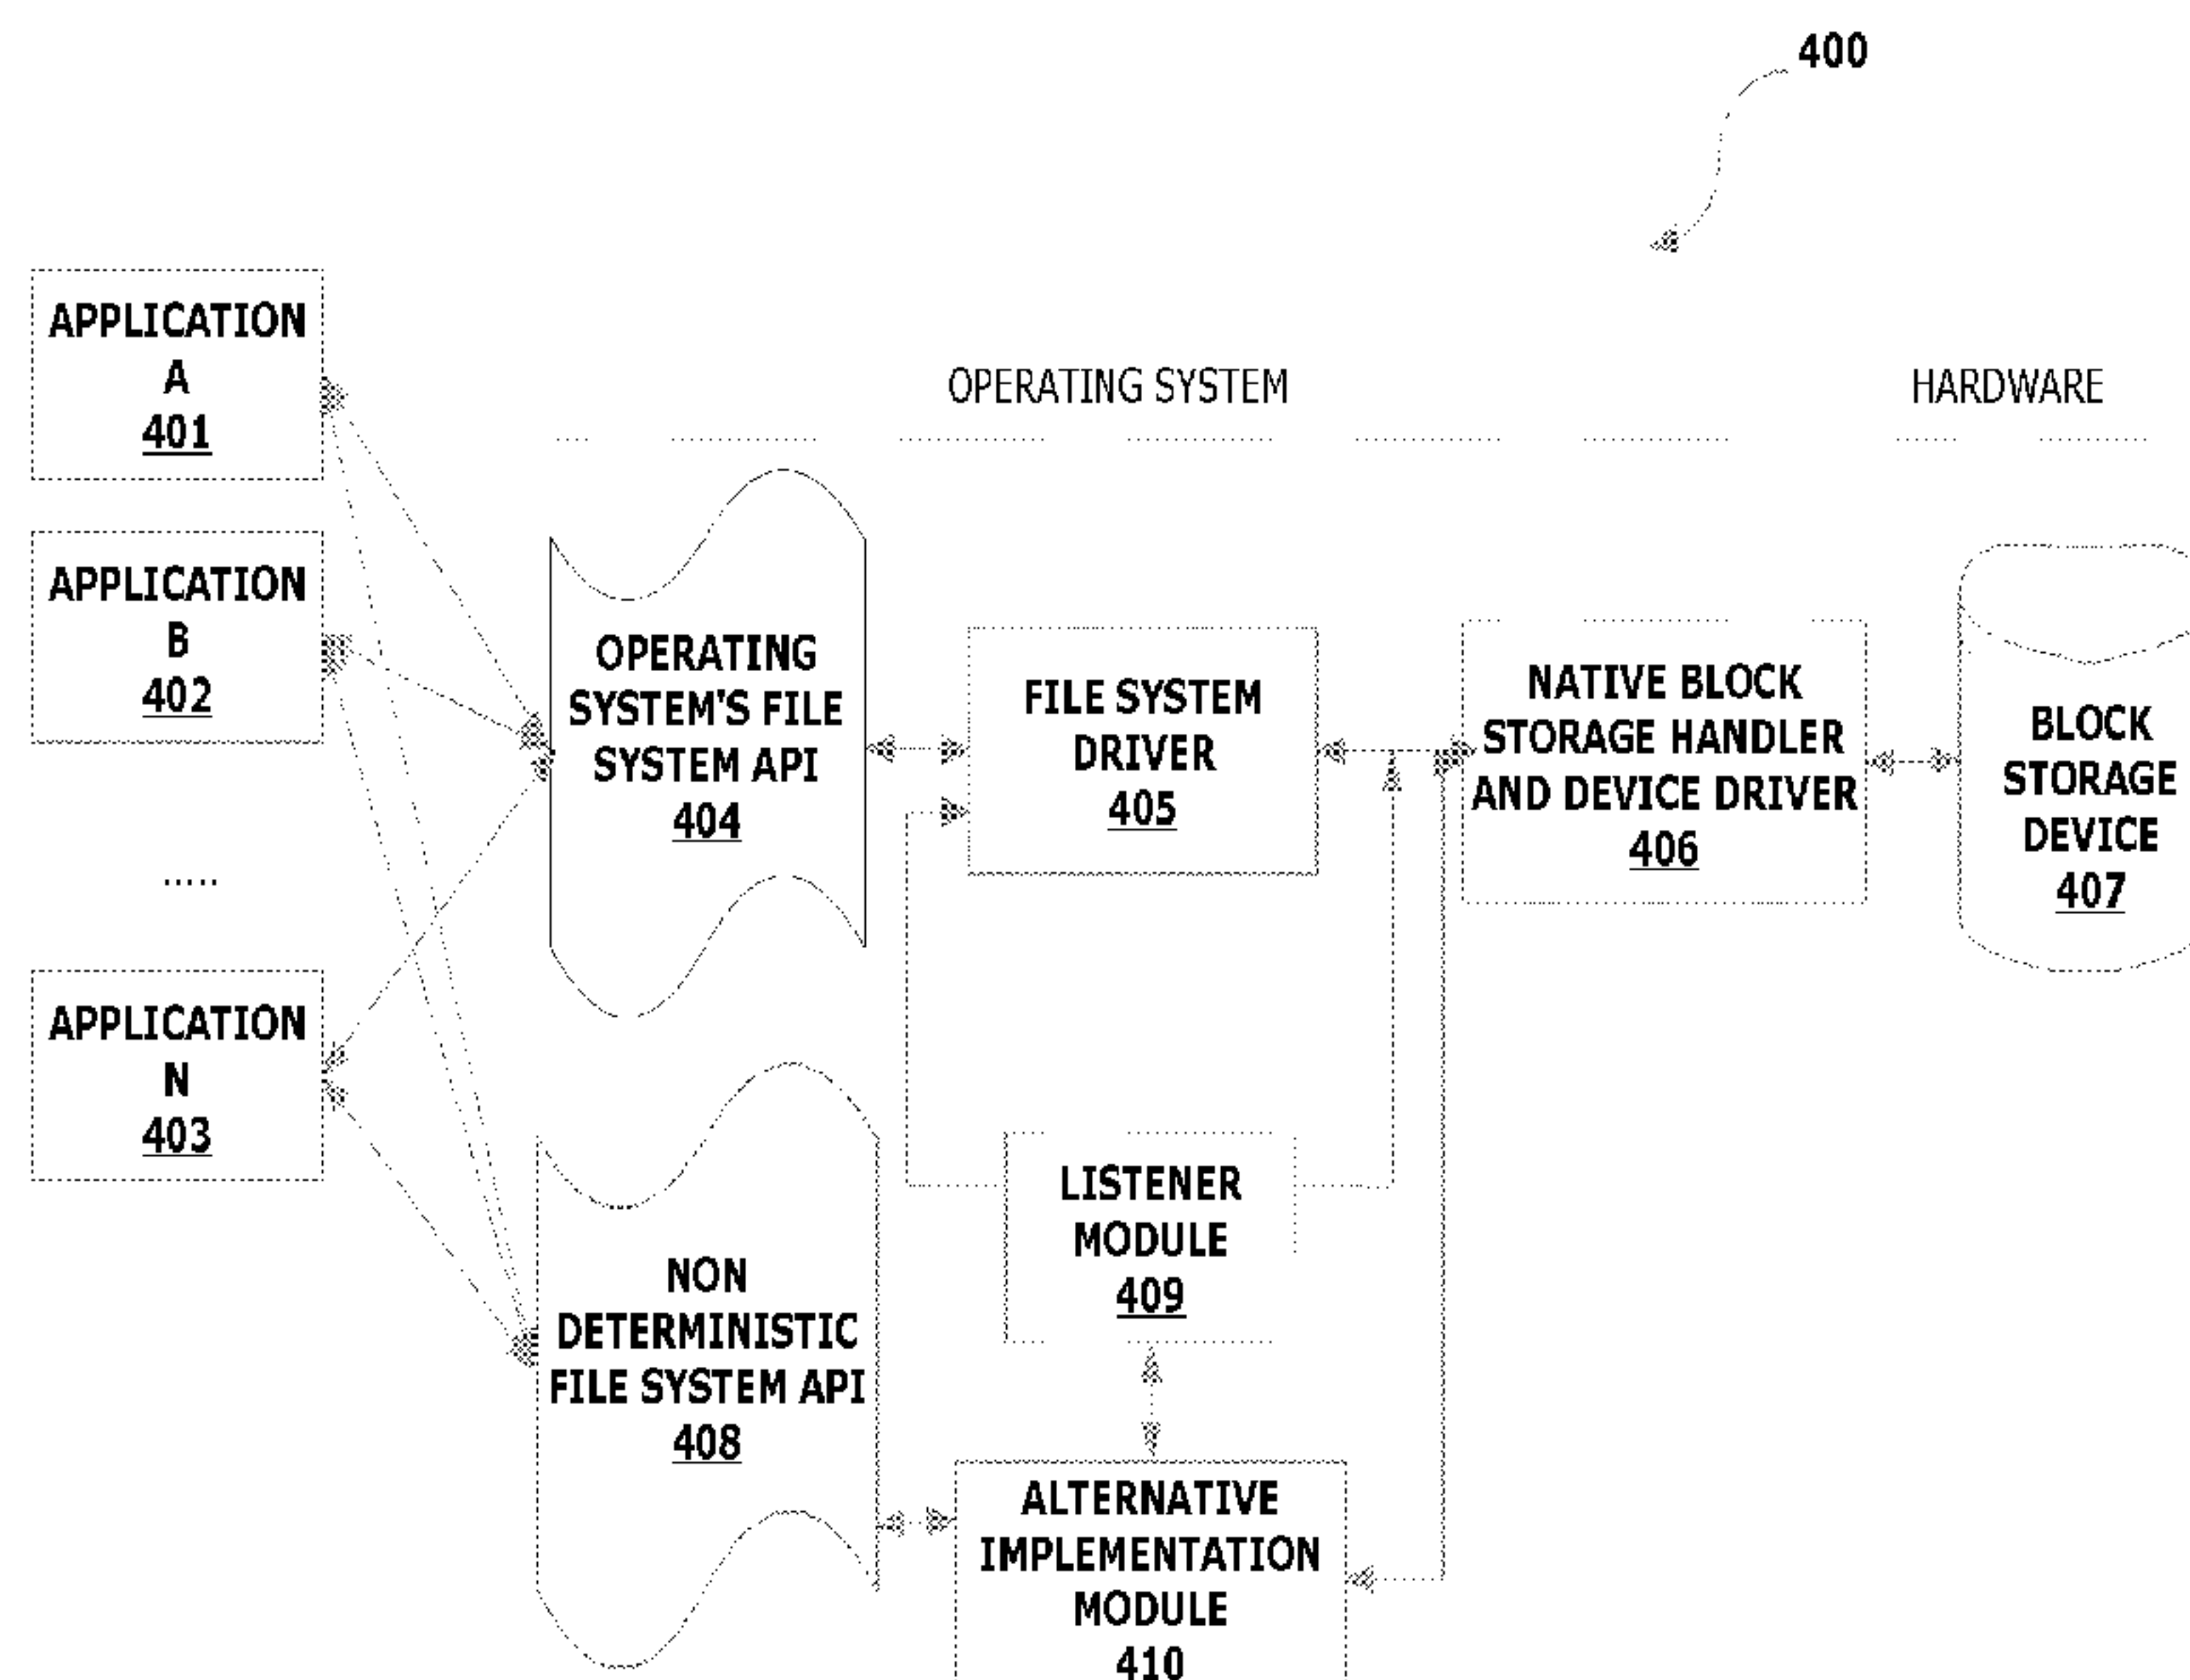 400
APPLICATION
A
401
OPERATING SYSTEM
HARDWARE
APPLICATION
B
402
OPERATING
SYSTEM'S FILE
SYSTEM API
404
FILE SYSTEM
DRIVER
405
NATIVE BLOCK
STORAGE HANDLER
AND DEVICE DRIVER
406
BLOCK
STORAGE
DEVICE
407
.....
APPLICATION
N
403
NON
DETERMINISTIC
FILE SYSTEM API
408
LISTENER
MODULE
409
ALTERNATIVE
IMPLEMENTATION
MODULE
410